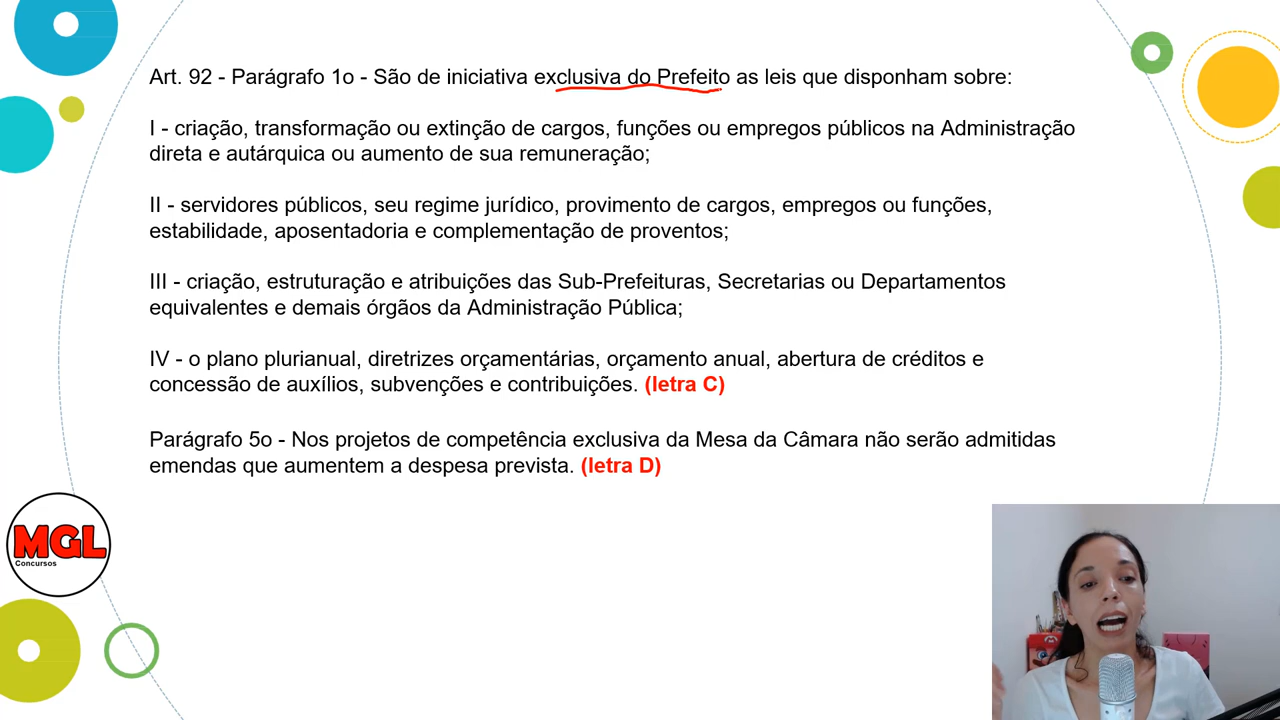 Art. 92 - Parágrafo 1o - São de iniciativa exclusiva do Prefeito as leis que disponham sobre:
I - criação, transformação ou extinção de cargos, funções ou empregos públicos na Administração
direta e autárquica ou aumento de sua remuneração;
II - servidores públicos, seu regime jurídico, provimento de cargos, empregos ou funções,
estabilidade, aposentadoria e complementação de proventos;
III - criação, estruturação e atribuições das Sub-Prefeituras, Secretarias ou Departamentos
equivalentes e demais órgãos da Administração Pública;
IV - o plano plurianual, diretrizes orçamentárias, orçamento anual, abertura de créditos e
concessão de auxílios, subvenções e contribuições. (letra C)
Parágrafo 5o - Nos projetos de competência exclusiva da Mesa da Câmara não serão admitidas
emendas que aumentem a despesa prevista. (letra D)
MGL
Concursos